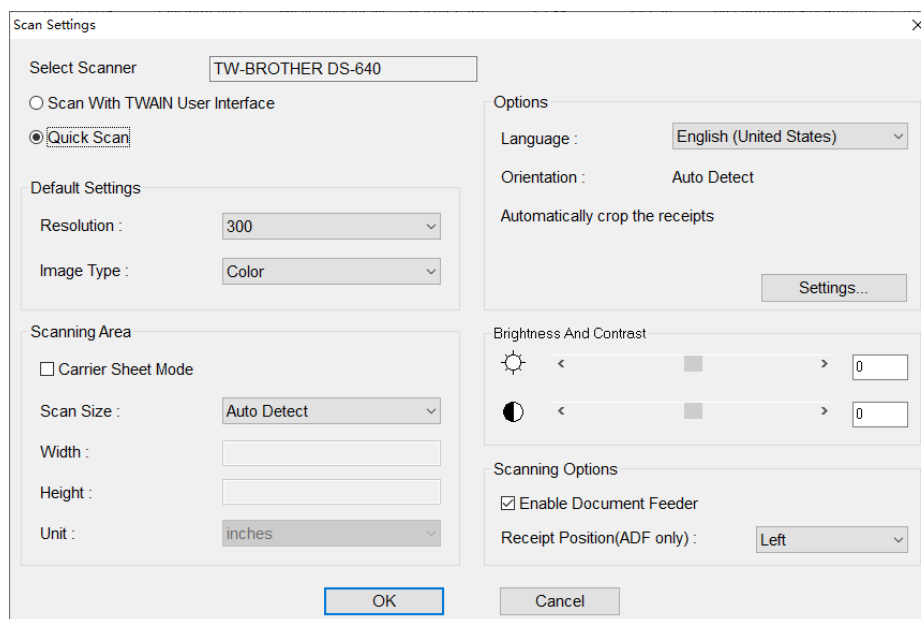 Scan Settings
Select Scanner
TW-BROTHER DS-640
Scan With TWAIN User Interface
Quick Scan
Default Settings
Resolution :
300
Image Type :
Color
Scanning Area
Carrier Sheet Mode
Scan Size :
Auto Detect
Width :
Height :
Unit :
inches
Options
Language :
English (United States)
Orientation :
Auto Detect
Automatically crop the receipts
Settings...
Brightness And Contrast
0
0
Scanning Options
Enable Document Feeder
Receipt Position(ADF only) :
Left
OK
Cancel